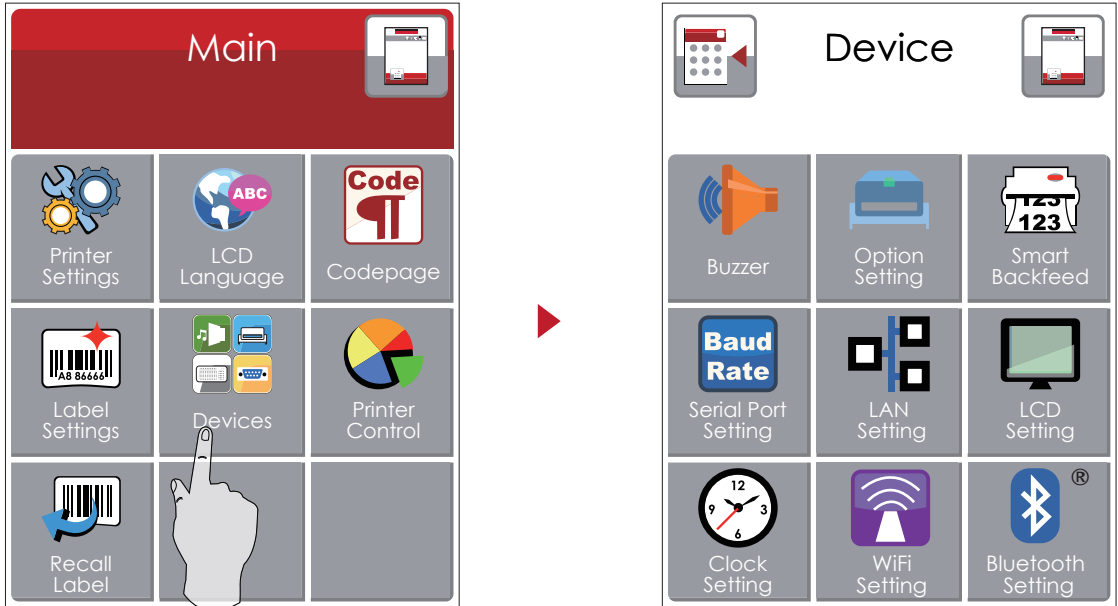 Main
ABC
Code
Printer
Settings
LCD
Language
Codepage
A8 86666
Label
Settings
Devices
Printer
Control
Recall
Label
Device
Buzzer
Option
Setting
123
123
Smart
Backfeed
Baud
Rate
Serial Port
Setting
LAN
Setting
LCD
Setting
12
9
3
6
Clock
Setting
WiFi
Setting
®
Bluetooth
Setting